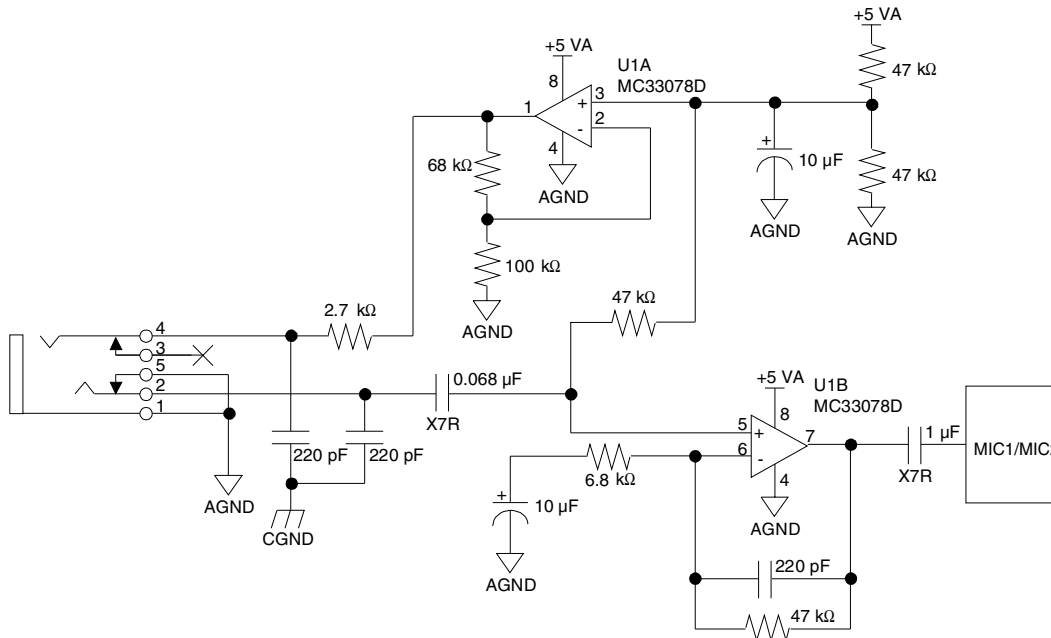 +5 VA
+5 VA
U1A
MC33078D
47 kΩ
8
1
3
+
2
-
4
68 kΩ
10 µF
+
47 kΩ
AGND
AGND
AGND
100 kΩ
47 kΩ
2.7 kΩ
AGND
4
3
5
2
1
0.068 µF
X7R
+5 VA
U1B
MC33078D
8
5
+
7
6
-
4
1 µF
X7R
MIC1/MIC2
220 pF
220 pF
6.8 kΩ
+
10 µF
AGND
AGND
CGND
AGND
220 pF
47 kΩ